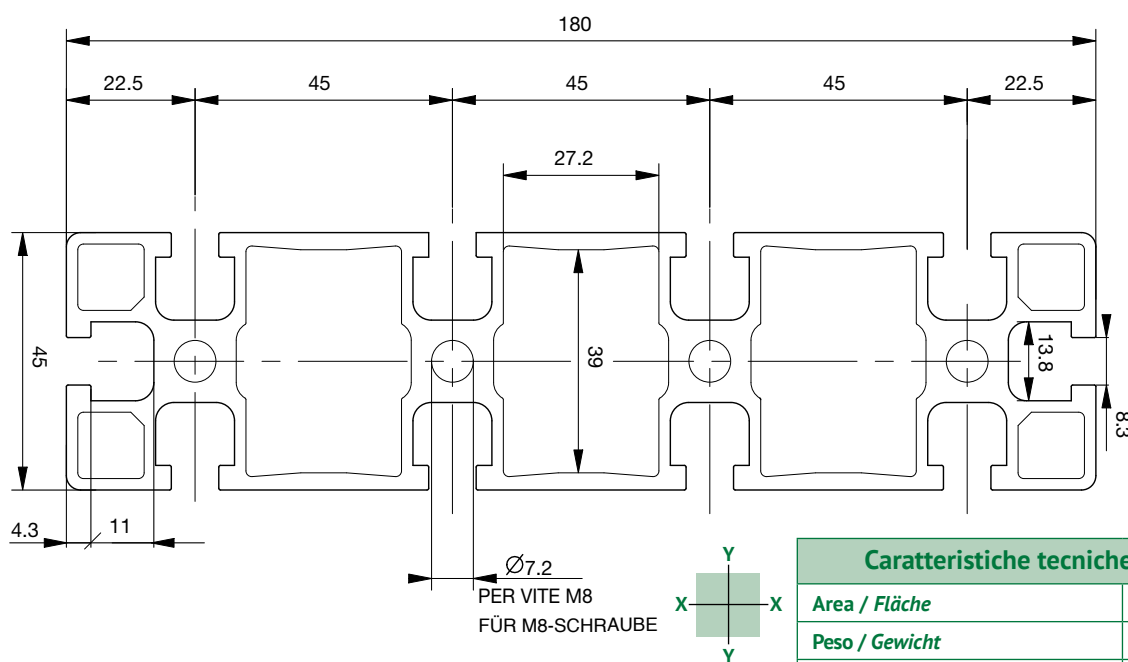 180
22.5
45
45
45
22.5
27.2
45
39
13.8
8.3
4.3
11
Ø7.2
PER VITE M8
FÜR M8-SCHRAUBE
Y
X
X
Y
Caratteristiche tecniche
Area / Fläche
Peso / Gewicht